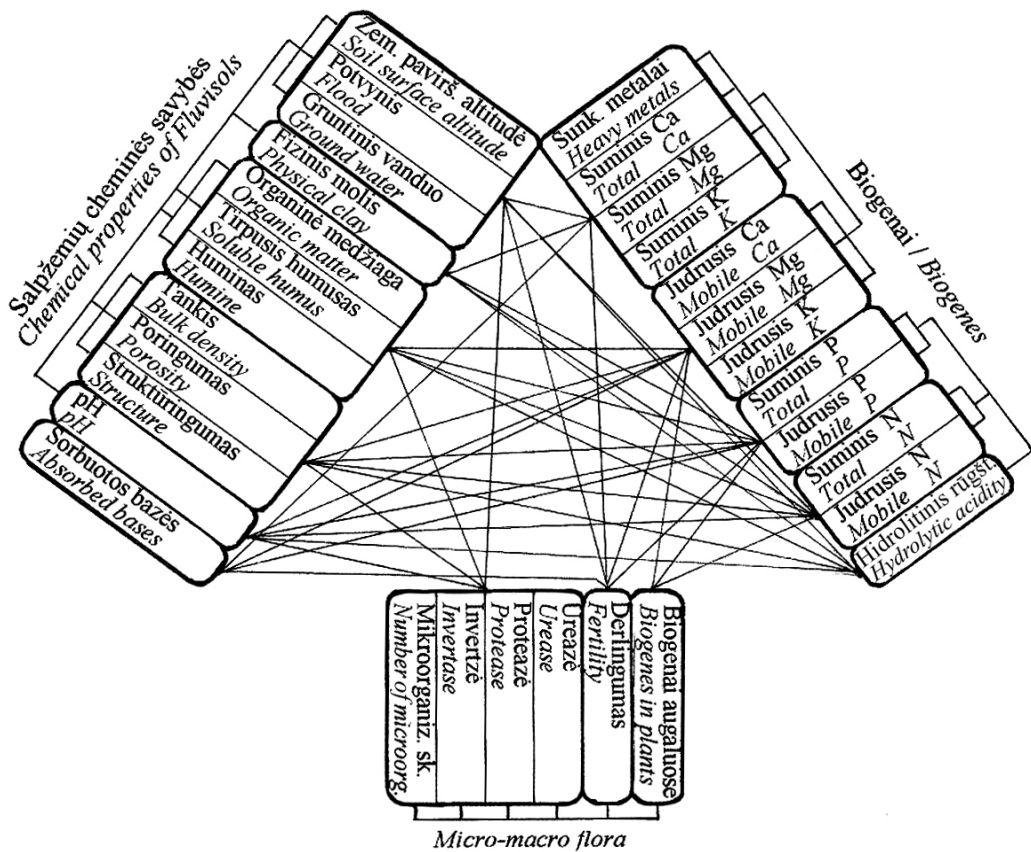 Salpžemių cheminės savybės
Chemical properties of Fluvisols
Žem. pavirš. altitudė
Soil surface altitude
Potvynis
Flood
Gruntinis vanduo
Ground water
Fizinis molis
Physical clay
Organinė medžiaga
Organic matter
Tirpusis humusas
Soluble humus
Huminas
Humine
Tankis
Bulk density
Poringumas
Porosity
Struktūringumas
Structure
pH
pH
Sorbuotos bazės
Absorbed bases
Sunk. metalai
Heavy metals
Suminis Ca
Total Ca
Suminis Mg
Total Mg
Suminis K
Total K
Judrusis Ca
Mobile Ca
Judrusis Mg
Mobile Mg
Judrusis K
Mobile K
Suminis P
Total P
Judrusis P
Mobile P
Suminis N
Total N
Judrusis N
Mobile N
Hidrolitinis rūgšt.
Hydrolytic acidity
Biogenai / Biogenes
Biogenai augaluose
Biogenes in plants
Derlingumas
Fertility
Ureazė
Urease
Proteazė
Protease
Invertzė
Invertase
Mikroorganiz. sk.
Number of microorg.
Micro-macro flora